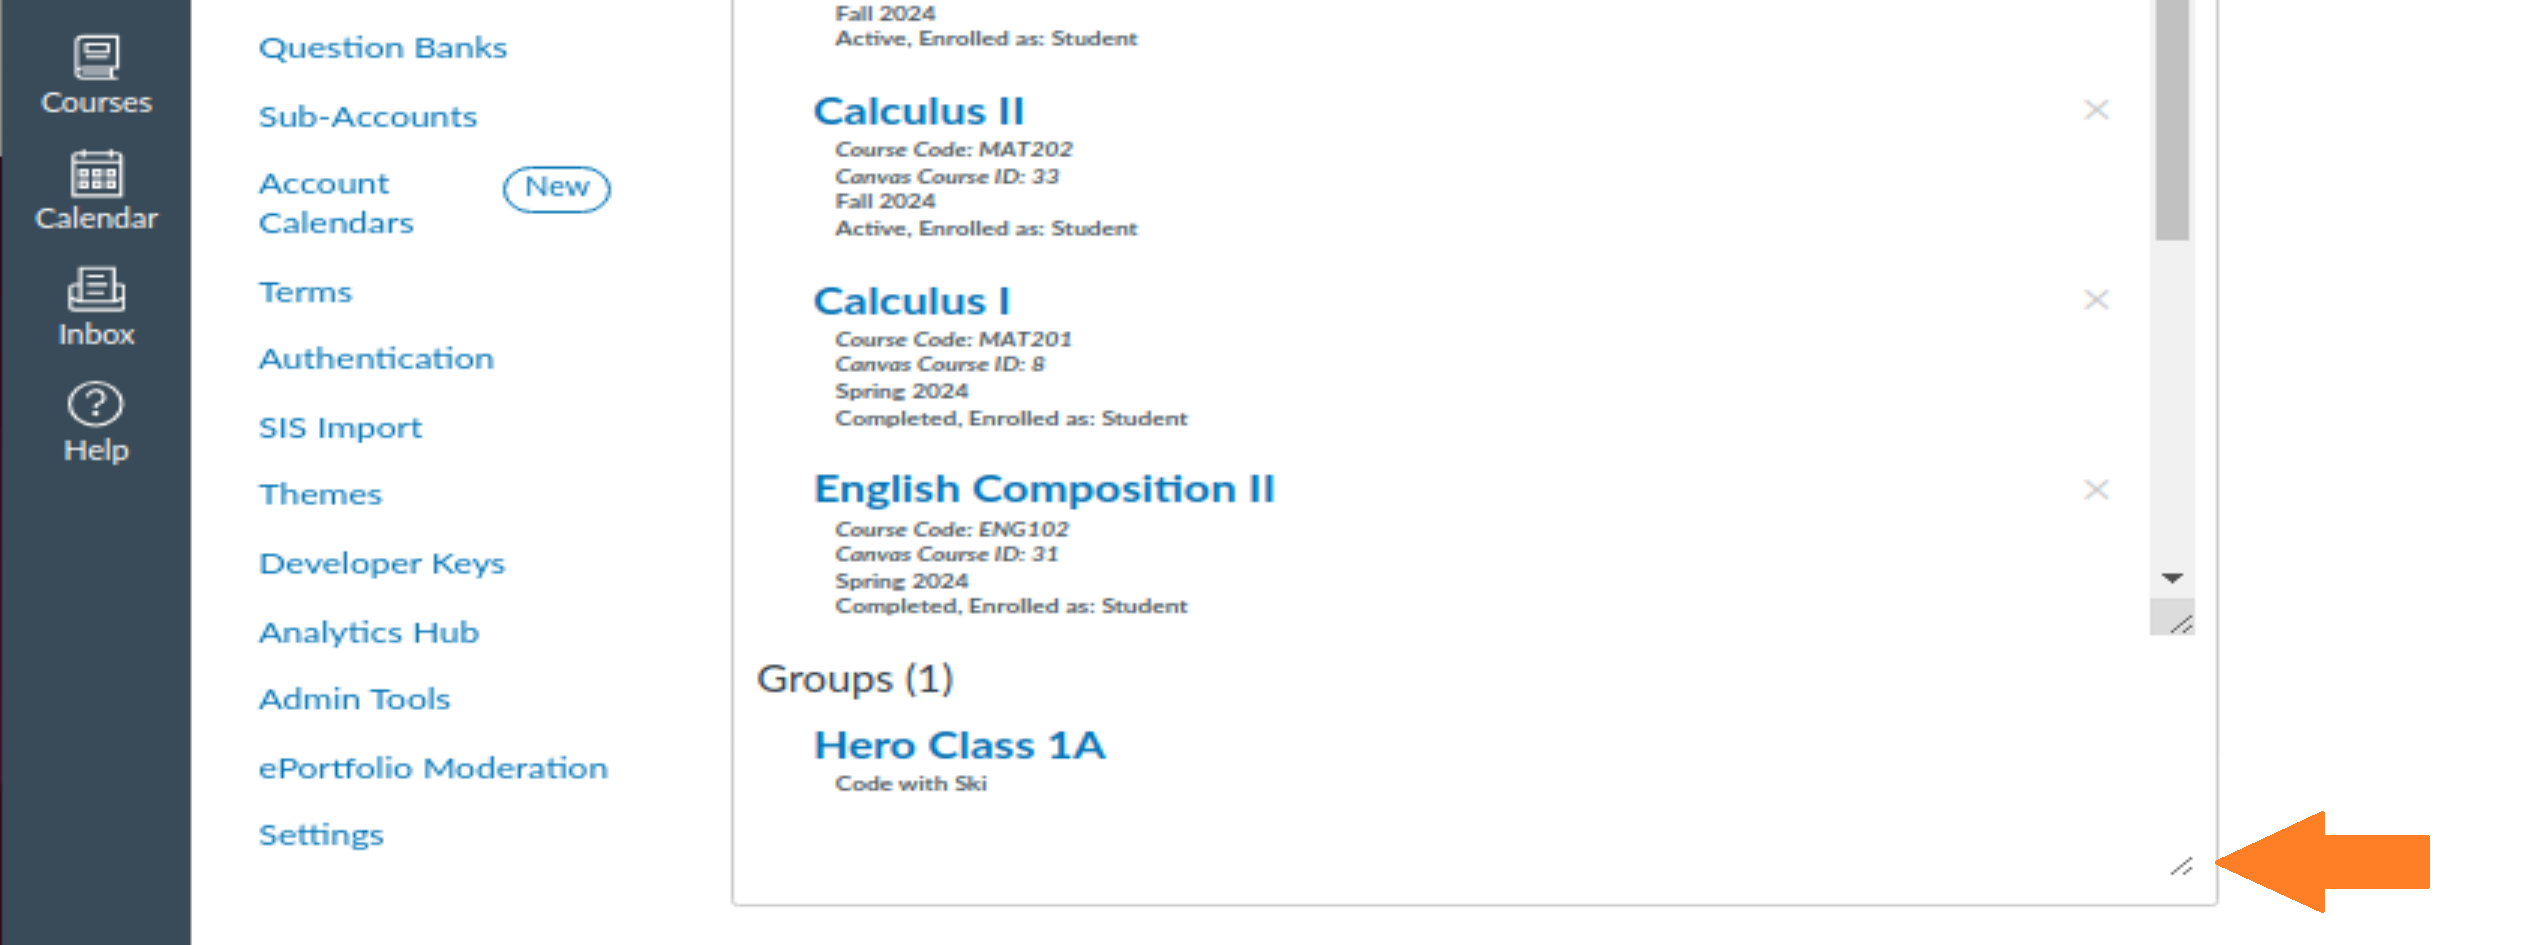 Courses
Calendar
Inbox
Help
Question Banks
Sub-Accounts
Account
Calendars
New
Terms
Authentication
SIS Import
Themes
Developer Keys
Analytics Hub
Admin Tools
ePortfolio Moderation
Settings
Fall 2024
Active, Enrolled as: Student
Calculus II
Course Code: MAT202
Canvas Course ID: 33
Fall 2024
Active, Enrolled as: Student
Calculus I
Course Code: MAT201
Canvas Course ID: 8
Spring 2024
Completed, Enrolled as: Student
English Composition II
Course Code: ENG102
Canvas Course ID: 31
Spring 2024
Completed, Enrolled as: Student
Groups (1)
Hero Class 1A
Code with Ski